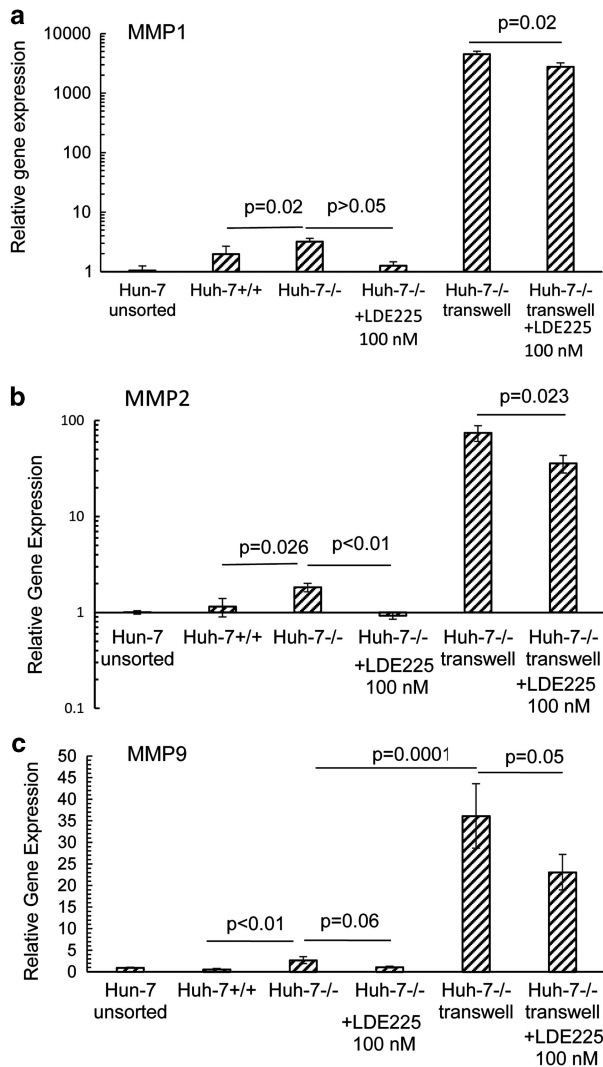 a
MMP1
Relative gene expression
10000
1000
100
10
1
p=0.02
p>0.05
p=0.02
Hun-7 unsorted
Huh-7+/+
Huh-7-/-
Huh-7-/-
+LDE225
100 nM
Huh-7-/-
transwell
Huh-7-/-
transwell
+LDE225
100 nM
b
MMP2
Relative Gene Expression
100
10
1
0.1
p=0.026
p<0.01
p=0.023
Hun-7
unsorted
Huh-7+/+
Huh-7-/-
Huh-7-/-
+LDE225
100 nM
Huh-7-/-
transwell
Huh-7-/-
transwell
+LDE225
100 nM
c
MMP9
Relative Gene Expression
50
45
40
35
30
25
20
15
10
5
0
p<0.01
p=0.06
p=0.0001
p=0.05
Hun-7
unsorted
Huh-7+/+
Huh-7-/-
Huh-7-/-
+LDE225
100 nM
Huh-7-/-
transwell
Huh-7-/-
transwell
+LDE225
100 nM